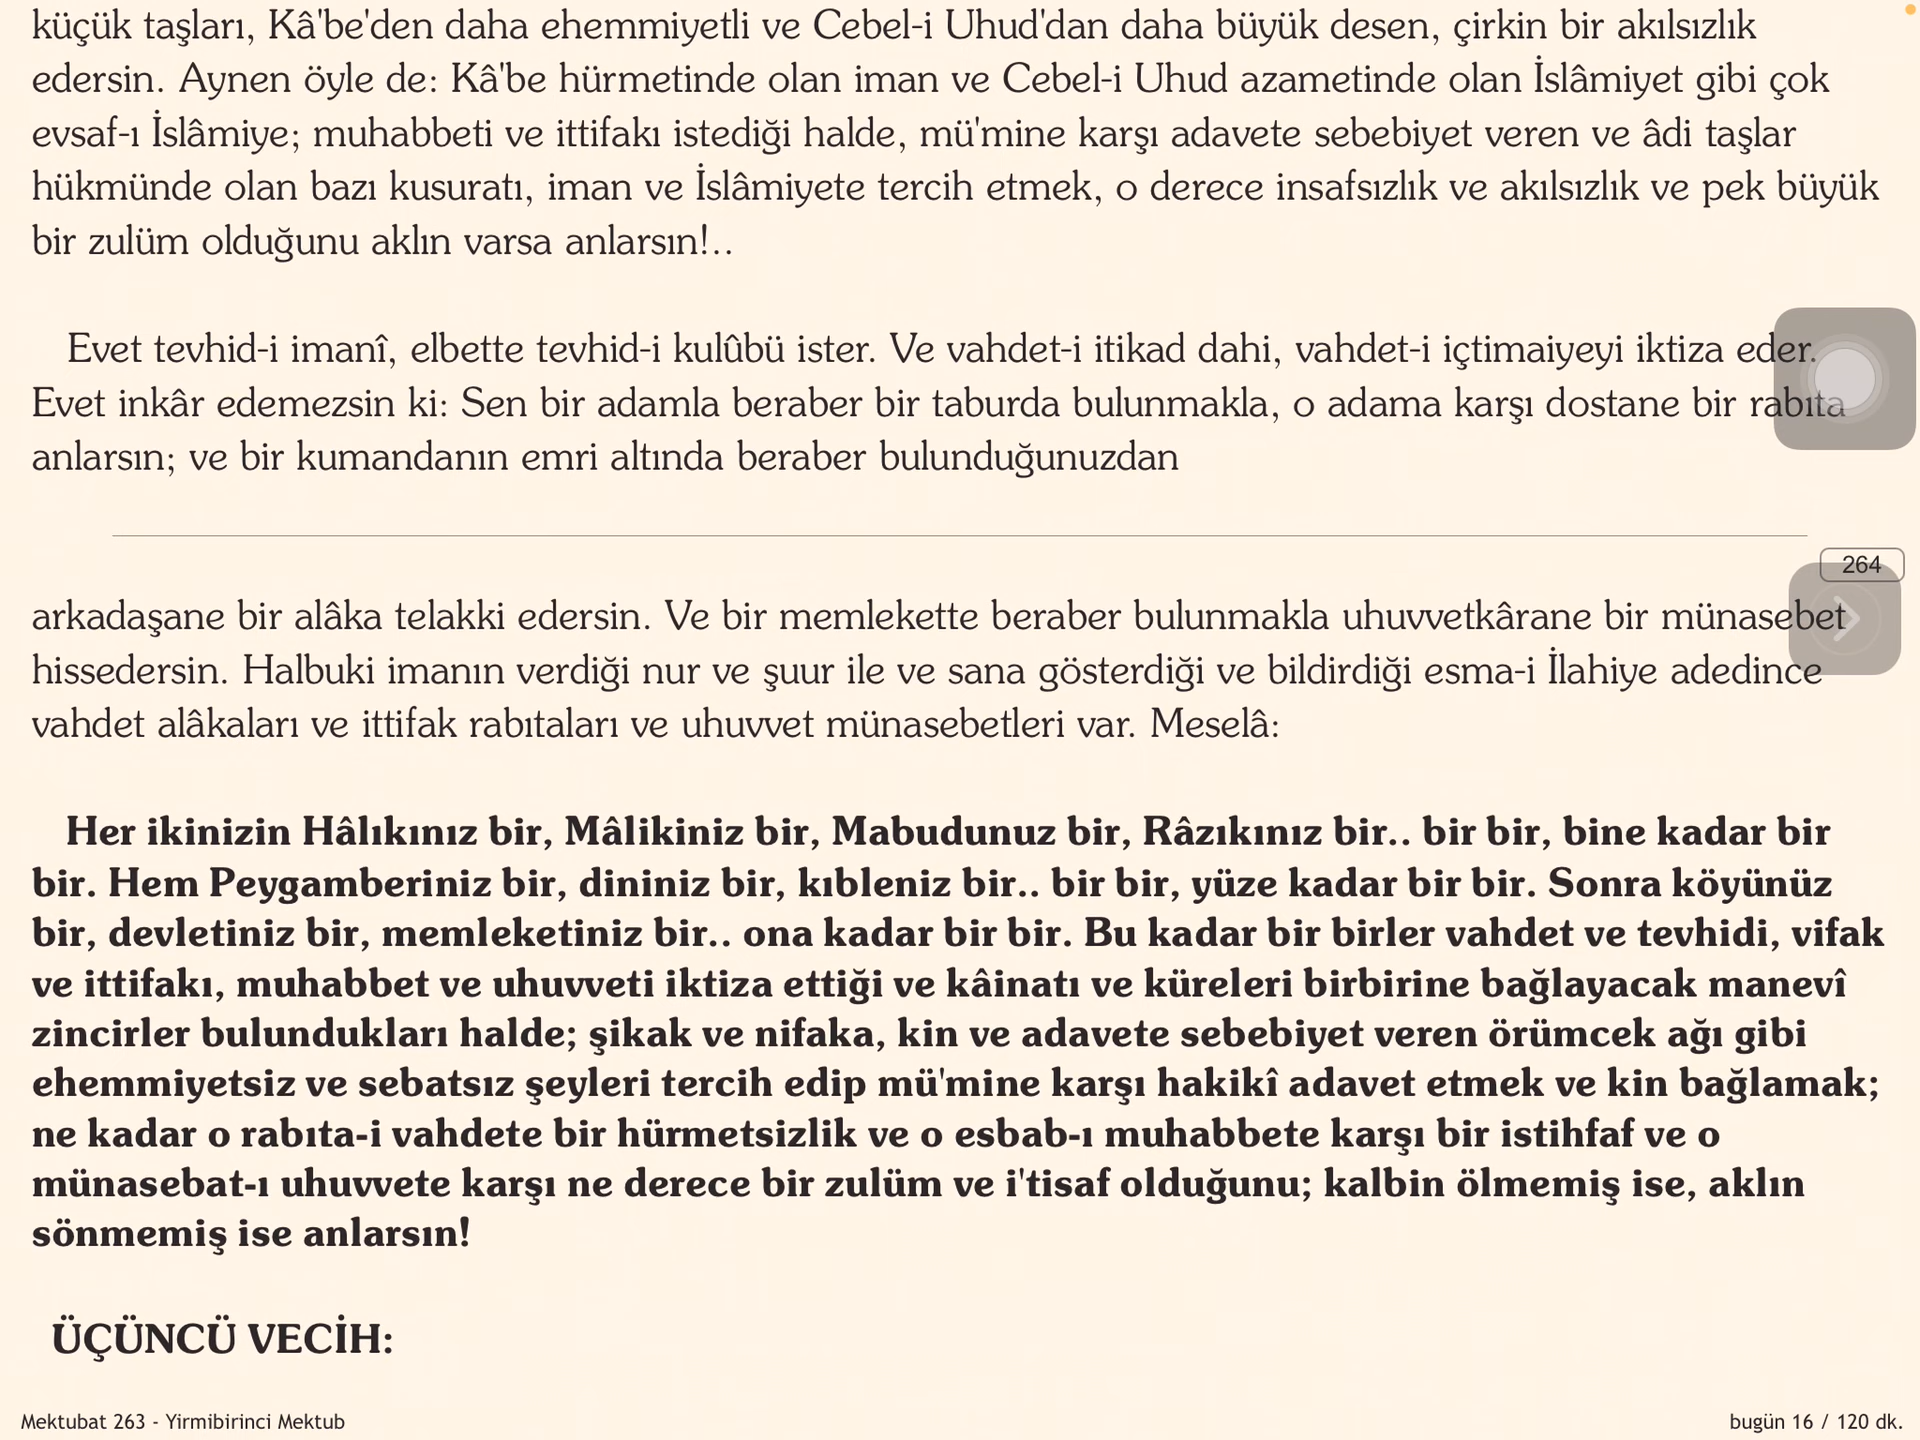 küçük taşları, Kâ'be'den daha ehemmiyetli ve Cebel-i Uhud'dan daha büyük desen, çirkin bir akılsızlık
edersin. Aynen öyle de: Kâ'be hürmetinde olan iman ve Cebel-i Uhud azametinde olan İslâmiyet gibi çok
evsaf-ı İslâmiye; muhabbeti ve ittifakı istediği halde, mü'mine karşı adavete sebebiyet veren ve âdi taşlar
hükmünde olan bazı kusuratı, iman ve İslâmiyete tercih etmek, o derece insafsızlık ve akılsızlık ve pek büyük
bir zulüm olduğunu aklın varsa anlarsın!..
Evet tevhid-i imanî, elbette tevhid-i kulûbü ister. Ve vahdet-i itikad dahi, vahdet-i içtimaiyeyi iktiza eder.
Evet inkâr edemezsin ki: Sen bir adamla beraber bir taburda bulunmakla, o adama karşı dostane bir rabıta
anlarsın; ve bir kumandanın emri altında beraber bulunduğunuzdan
264
arkadaşane bir alâka telakki edersin. Ve bir memlekette beraber bulunmakla uhuvvetkârane bir münasebet
hissedersin. Halbuki imanın verdiği nur ve şuur ile ve sana gösterdiği ve bildirdiği esma-i İlahiye adedince
vahdet alâkaları ve ittifak rabıtaları ve uhuvvet münasebetleri var. Meselâ:
Her ikinizin Hâlıkınız bir, Mâlikiniz bir, Mabudunuz bir, Râzıkınız bir.. bir bir, bine kadar bir
bir. Hem Peygamberiniz bir, dininiz bir, kıbleniz bir.. bir bir, yüze kadar bir bir. Sonra köyünüz
bir, devletiniz bir, memleketiniz bir.. ona kadar bir bir. Bu kadar bir birler vahdet ve tevhidi, vifak
ve ittifakı, muhabbet ve uhuvveti iktiza ettiği ve kâinatı ve küreleri birbirine bağlayacak manevî
zincirler bulundukları halde; şikak ve nifaka, kin ve adavete sebebiyet veren örümcek ağı gibi
ehemmiyetsiz ve sebatsız şeyleri tercih edip mü'mine karşı hakikî adavet etmek ve kin bağlamak;
ne kadar o rabıta-i vahdete bir hürmetsizlik ve o esbab-ı muhabbete karşı bir istihfaf ve o
münasebat-ı uhuvvete karşı ne derece bir zulüm ve i'tisaf olduğunu; kalbin ölmemiş ise, aklın
sönmemiş ise anlarsın!
ÜÇÜNCÜ VECİH:
Mektubat 263 - Yirmibirinci Mektub
bugün 16 / 120 dk.